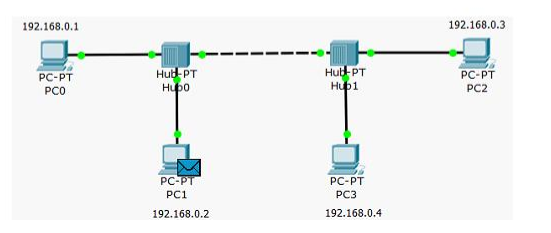 192.168.0.1
192.168.0.3
PC-PT
PC0
Hub-PT
Hub0
Hub-PT
Hub1
PC-PT
PC2
PC-PT
PC1
PC-PT
PC3
192.168.0.2
192.168.0.4